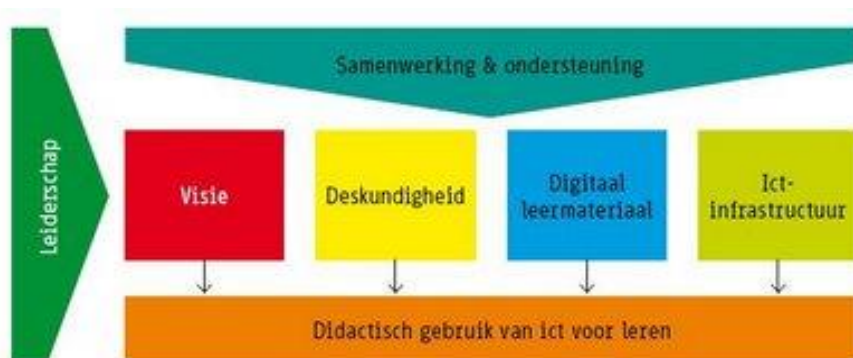 Samenwerking & ondersteuning
Leiderschap
Visie
Deskundigheid
Digitaal
leermateriaal
Ict-
infrastructuur
Didactisch gebruik van ict voor leren